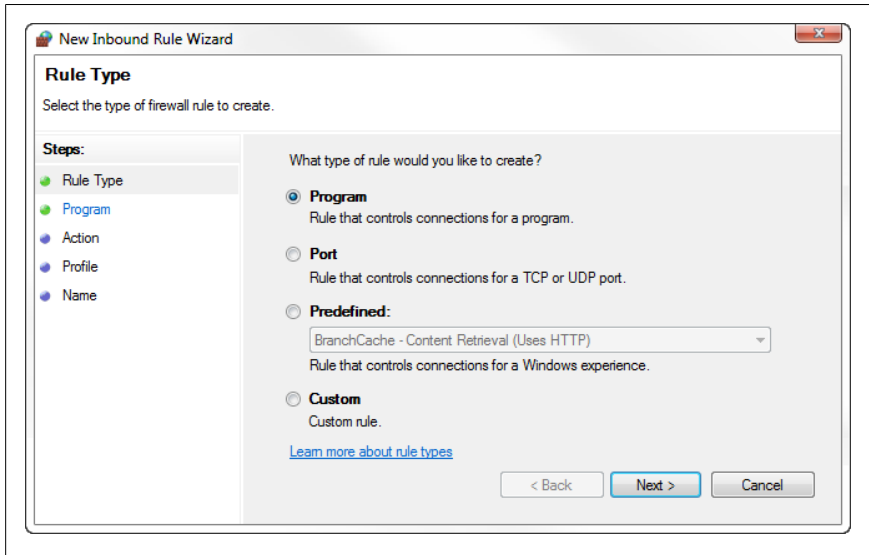 New Inbound Rule Wizard
Rule Type
Select the type of firewall rule to create.
Steps:
Rule Type
Program
Action
Profile
Name
What type of rule would you like to create?
Program
Rule that controls connections for a program.
Port
Rule that controls connections for a TCP or UDP port.
Predefined:
BranchCache - Content Retrieval (Uses HTTP)
Rule that controls connections for a Windows experience.
Custom
Custom rule.
Learn more about rule types
< Back Next > Cancel